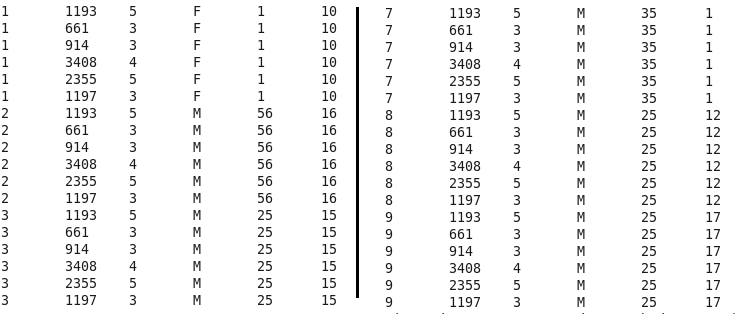 1 1193 5 F 1 10
1 661 3 F 1 10
1 914 3 F 1 10
1 3408 4 F 1 10
1 2355 5 F 1 10
1 1197 3 F 1 10
2 1193 5 M 56 16
2 661 3 M 56 16
2 914 3 M 56 16
2 3408 4 M 56 16
2 2355 5 M 56 16
2 1197 3 M 56 16
3 1193 5 M 25 15
3 661 3 M 25 15
3 914 3 M 25 15
3 3408 4 M 25 15
3 2355 5 M 25 15
3 1197 3 M 25 15
7 1193 5 M 35 1
7 661 3 M 35 1
7 914 3 M 35 1
7 3408 4 M 35 1
7 2355 5 M 35 1
7 1197 3 M 35 1
8 1193 5 M 25 12
8 661 3 M 25 12
8 914 3 M 25 12
8 3408 4 M 25 12
8 2355 5 M 25 12
8 1197 3 M 25 12
9 1193 5 M 25 17
9 661 3 M 25 17
9 914 3 M 25 17
9 3408 4 M 25 17
9 2355 5 M 25 17
9 1197 3 M 25 17